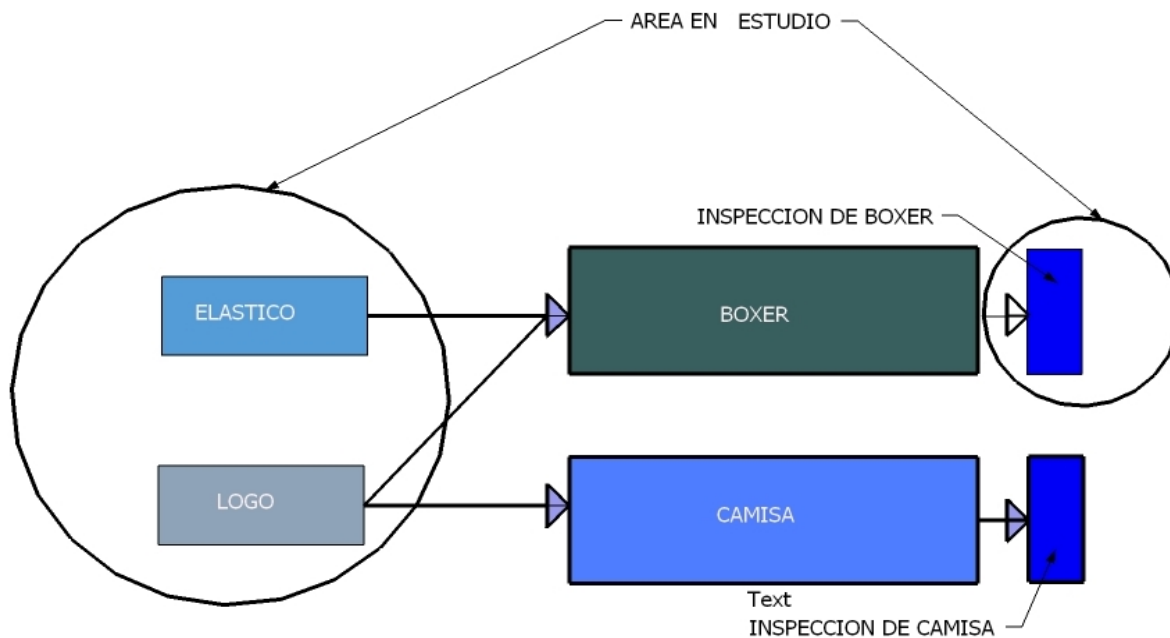 AREA EN ESTUDIO
INSPECCION DE BOXER
ELASTICO
BOXER
LOGO
CAMISA
Text
INSPECCION DE CAMISA